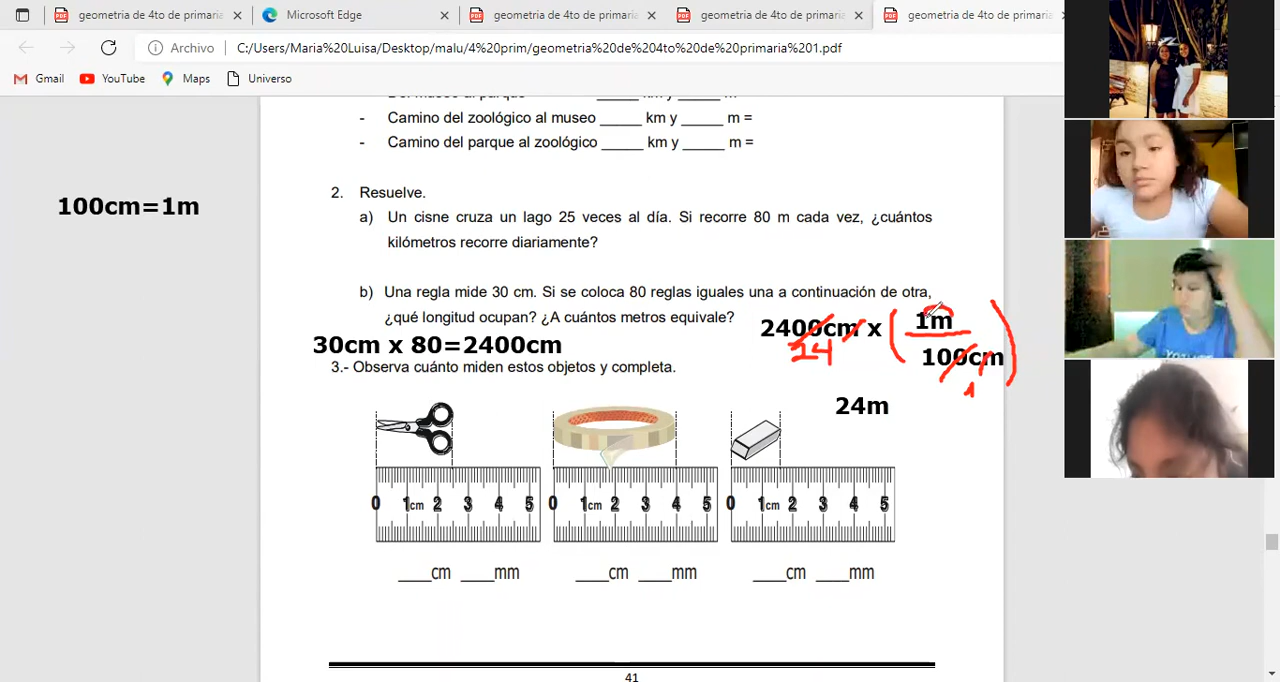 geometria de 4to de primaria
Microsoft Edge
geometria de 4to de primaria
geometria de 4to de primaria
geometria de 4to de primaria
Archivo
C:/Users/Maria%20Luisa/Desktop/malu/4%20prim/geometria%20de%204to%20de%20primaria%201.pdf
Gmail
YouTube
Maps
Universo
Del museo al parque _____ km y _____ m
- Camino del zoológico al museo _____ km y _____ m =
- Camino del parque al zoológico _____ km y _____ m =
100cm=1m
2. Resuelve.
a) Un cisne cruza un lago 25 veces al día. Si recorre 80 m cada vez, ¿cuántos
kilómetros recorre diariamente?
b) Una regla mide 30 cm. Si se coloca 80 reglas iguales una a continuación de otra,
¿qué longitud ocupan? ¿A cuántos metros equivale?
30cm x 80=2400cm
2400cm x
1m
100cm
24
1
24m
3.- Observa cuánto miden estos objetos y completa.
0 1cm 2 3 4 5
0 1cm 2 3 4 5
0 1cm 2 3 4 5
____cm ____mm
____cm ____mm
____cm ____mm
41